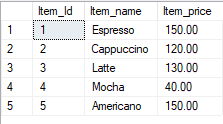 Item_Id Item_name Item_price
1 1 Espresso 150.00
2 2 Cappuccino 120.00
3 3 Latte 130.00
4 4 Mocha 40.00
5 5 Americano 150.00